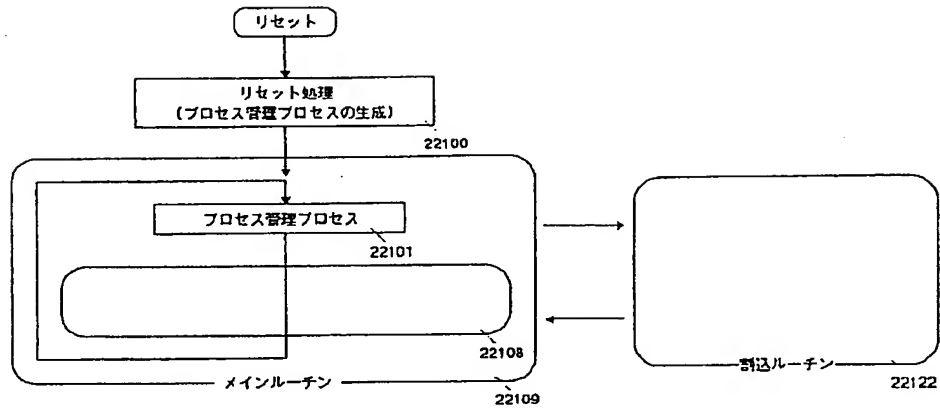 リセット
リセット処理
(プロセス管理プロセスの生成)
22100
プロセス管理プロセス
22101
22108
メインルーチン
22109
割込ルーチン
22122